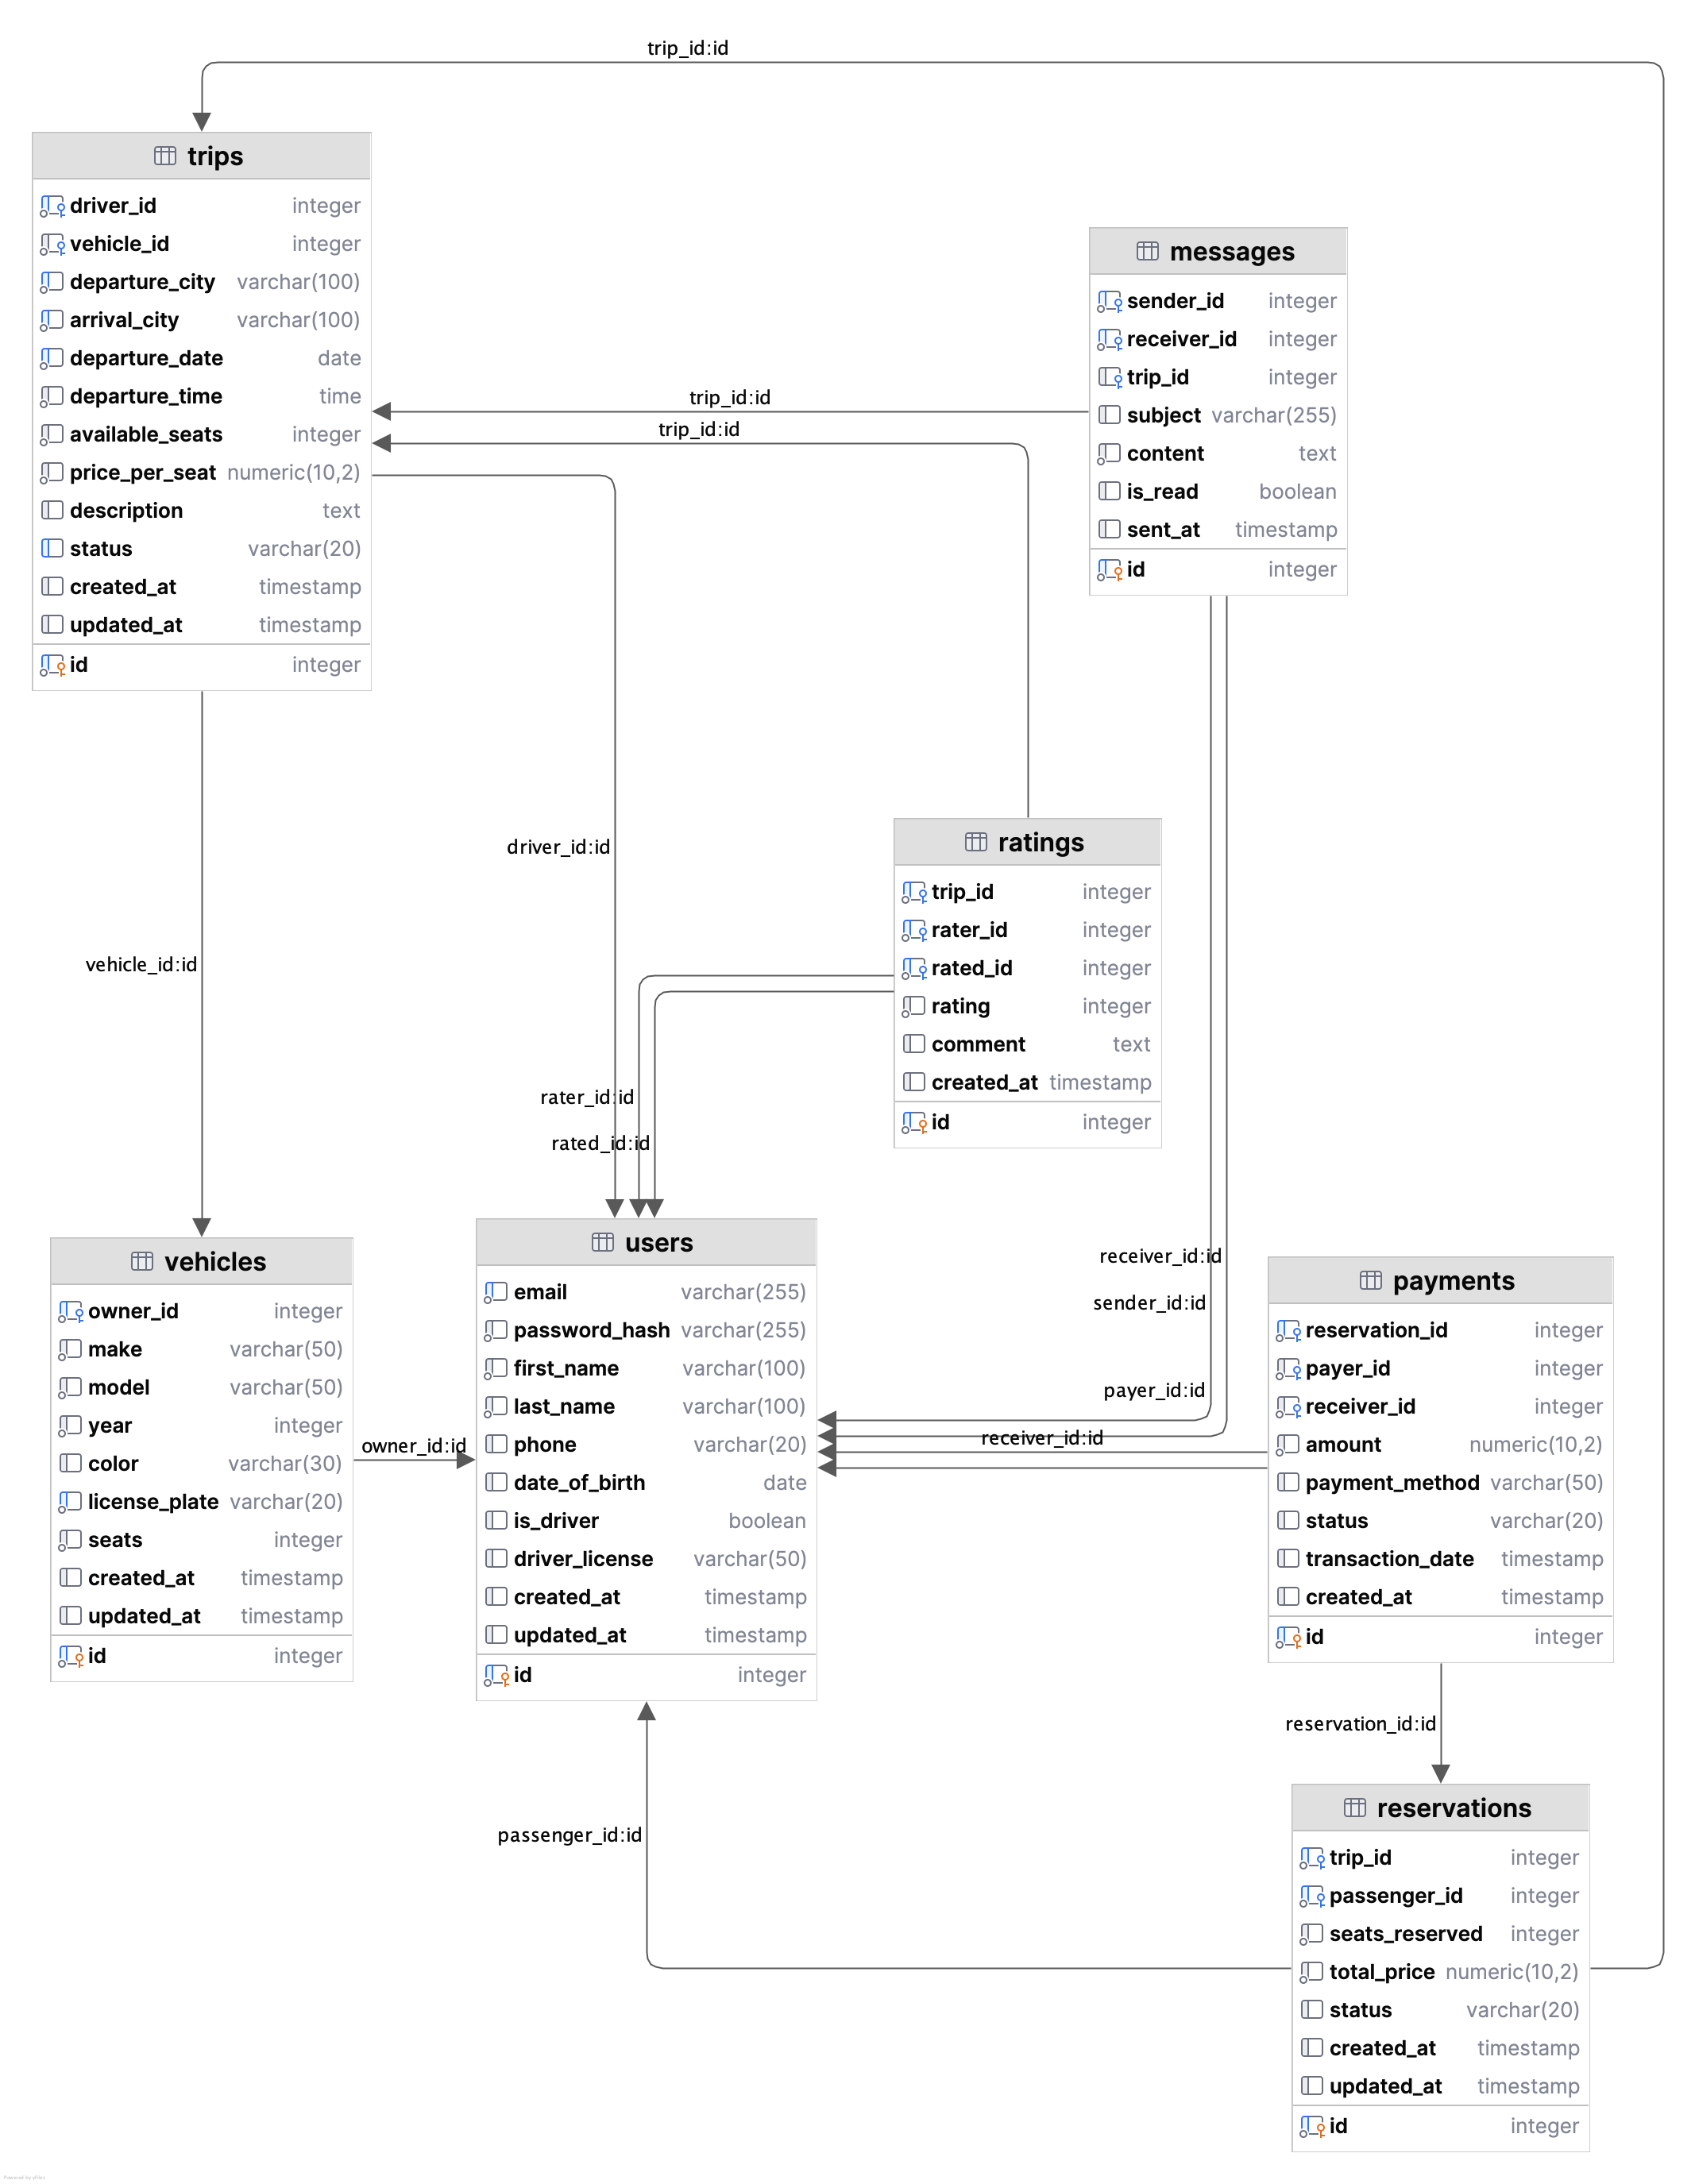 trip_id:id
trips
driver_id integer
vehicle_id integer
departure_city varchar(100)
arrival_city varchar(100)
departure_date date
departure_time time
available_seats integer
price_per_seat numeric(10,2)
description text
status varchar(20)
created_at timestamp
updated_at timestamp
id integer
messages
sender_id integer
receiver_id integer
trip_id integer
subject varchar(255)
content text
is_read boolean
sent_at timestamp
id integer
trip_id:id
trip_id:id
driver_id:id
vehicle_id:id
ratings
trip_id integer
rater_id integer
rated_id integer
rating integer
comment text
created_at timestamp
id integer
rater_id:id
rated_id:id
vehicles
owner_id integer
make varchar(50)
model varchar(50)
year integer
color varchar(30)
license_plate varchar(20)
seats integer
created_at timestamp
updated_at timestamp
id integer
owner_id:id
users
email varchar(255)
password_hash varchar(255)
first_name varchar(100)
last_name varchar(100)
phone varchar(20)
date_of_birth date
is_driver boolean
driver_license varchar(50)
created_at timestamp
updated_at timestamp
id integer
receiver_id:id
sender_id:id
payer_id:id
receiver_id:id
payments
reservation_id integer
payer_id integer
receiver_id integer
amount numeric(10,2)
payment_method varchar(50)
status varchar(20)
transaction_date timestamp
created_at timestamp
id integer
reservation_id:id
passenger_id:id
reservations
trip_id integer
passenger_id integer
seats_reserved integer
total_price numeric(10,2)
status varchar(20)
created_at timestamp
updated_at timestamp
id integer
Powered by yFiles